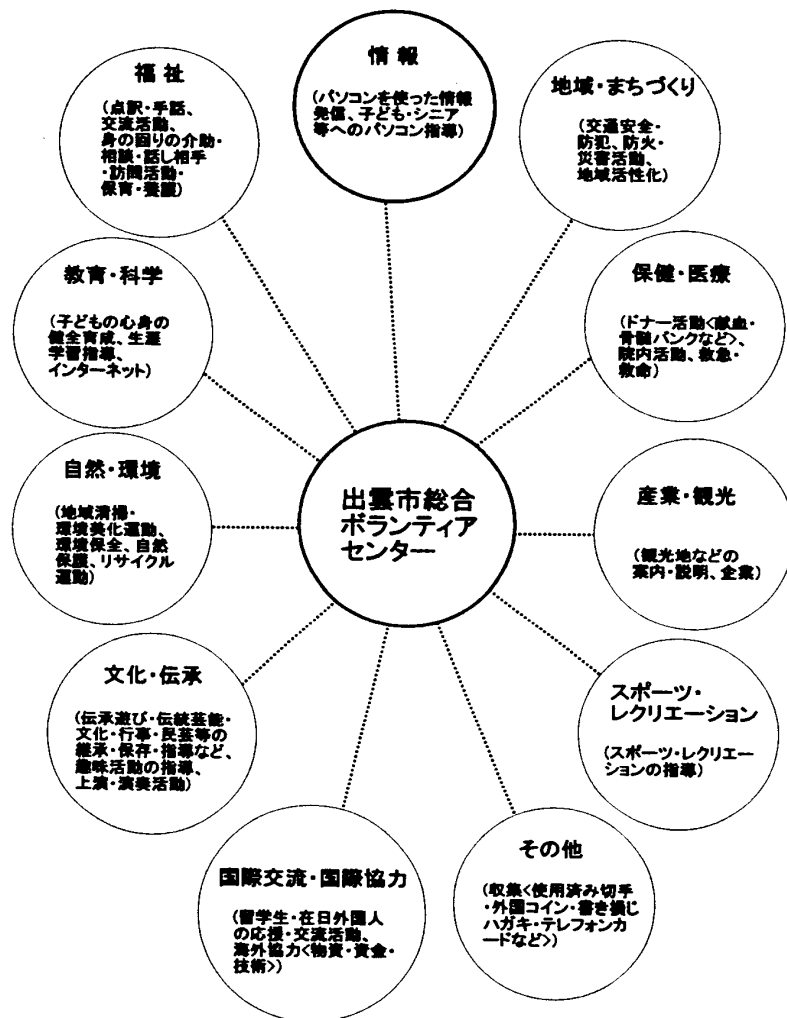 情報
(パソコンを使った情報
発信、子ども・シニア
等へのパソコン指導)
福祉
(点訳・手話、
交流活動、
身の回りの介助・
相談・話し相手
・訪問活動・
保育・養護)
地域・まちづくり
(交通安全・
防犯、防火・
災害活動、
地域活性化)
教育・科学
(子どもの心身の
健全育成、生涯
学習指導、
インターネット)
保健・医療
(ドナー活動<献血・
骨髄バンクなど>、
院内活動、救急・
救命)
自然・環境
(地域清掃・
環境美化運動、
環境保全、自然
保護、リサイクル
運動)
出雲市総合
ボランティア
センター
産業・観光
(観光地などの
案内・説明、企業)
文化・伝承
(伝承遊び・伝統芸能・
文化・行事・民芸等の
継承・保存・指導など、
趣味活動の指導、
上演・演奏活動)
スポーツ・
レクリエーション
(スポーツ・レクリエー
ションの指導)
国際交流・国際協力
(留学生・在日外国人
の応援・交流活動、
海外協力<物資・資金・
技術>)
その他
(収集<使用済み切手
・外国コイン・書き損じ
ハガキ・テレフォンカ
ードなど>)